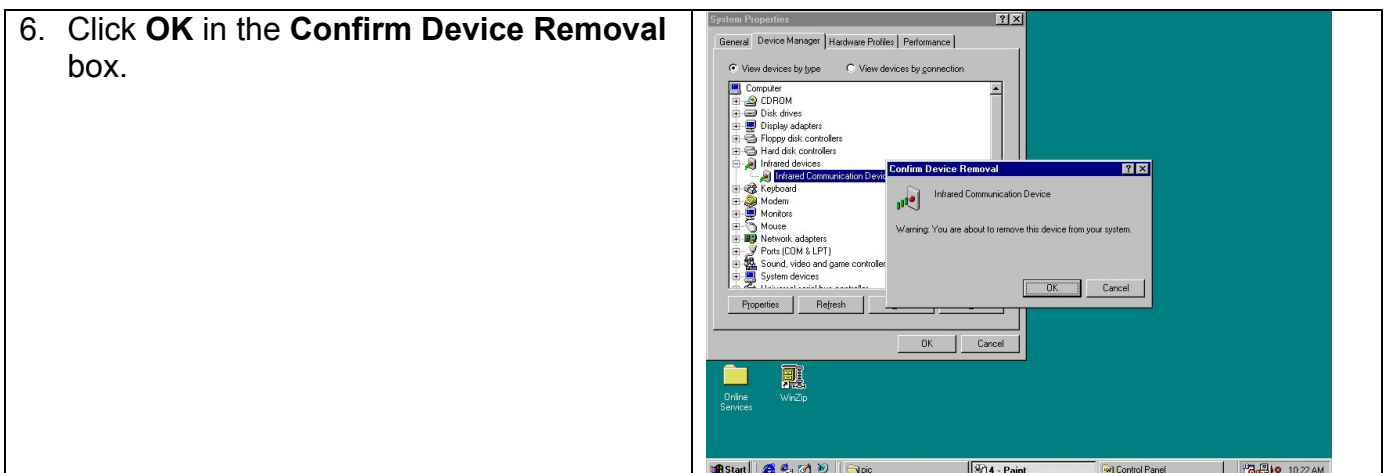 6. Click OK in the Confirm Device Removal
box.
System Properties
General Device Manager Hardware Profiles Performance
View devices by type View devices by connection
Computer
CDROM
Disk drives
Display adapters
Floppy disk controllers
Hard disk controllers
Infrared devices
Infrared Communication Devic
Keyboard
Modem
Monitors
Mouse
Network adapters
Ports (COM & LPT)
Sound, video and game controller
System devices
Properties Refresh
OK Cancel
Confirm Device Removal
Infrared Communication Device
Warning: You are about to remove this device from your system.
OK Cancel
Online
Services
WinZip
Start pic 4 - Paint Control Panel 10:22 AM